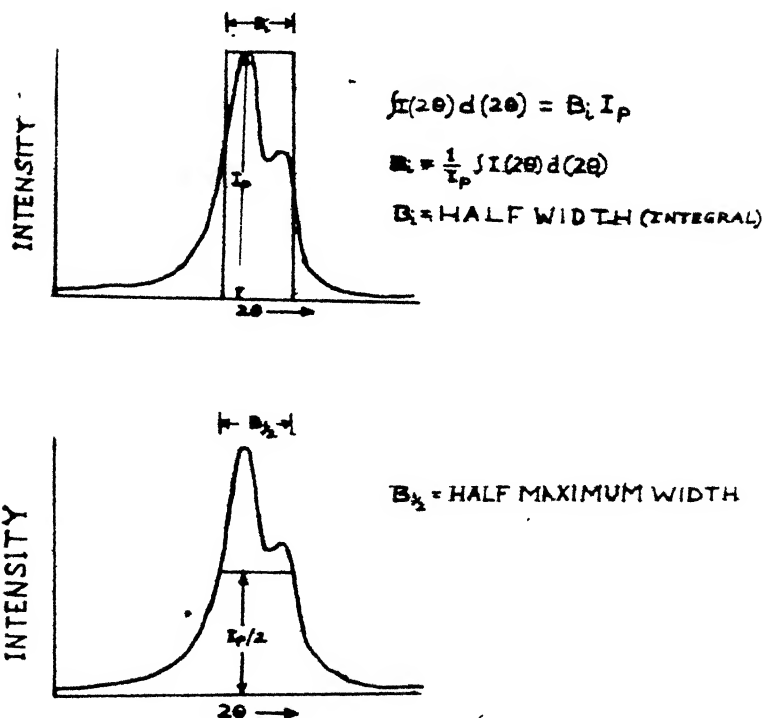 Bᵢ
INTENSITY
Iₚ
2θ
∫I(2θ)d(2θ) = Bᵢ Iₚ
Bᵢ = 1/Iₚ ∫I(2θ)d(2θ)
Bᵢ = HALF WIDTH (INTEGRAL)
B½
INTENSITY
Iₚ/2
2θ
B½ = HALF MAXIMUM WIDTH